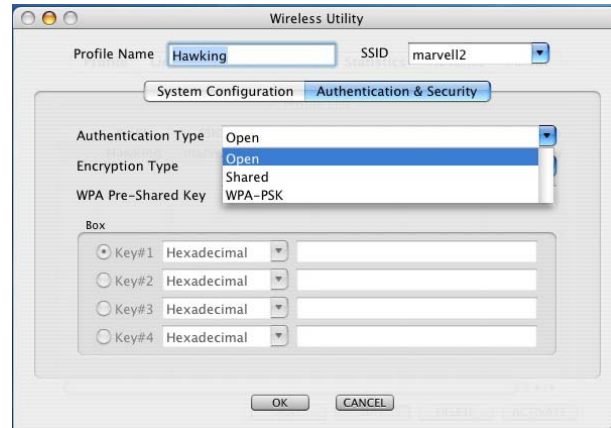 Wireless Utility
Profile Name Hawking SSID marvell2
System Configuration Authentication & Security
Authentication Type Open
Open
Encryption Type
Shared
WPA Pre-Shared Key WPA-PSK
Box
Key#1 Hexadecimal
Key#2 Hexadecimal
Key#3 Hexadecimal
Key#4 Hexadecimal
OK CANCEL